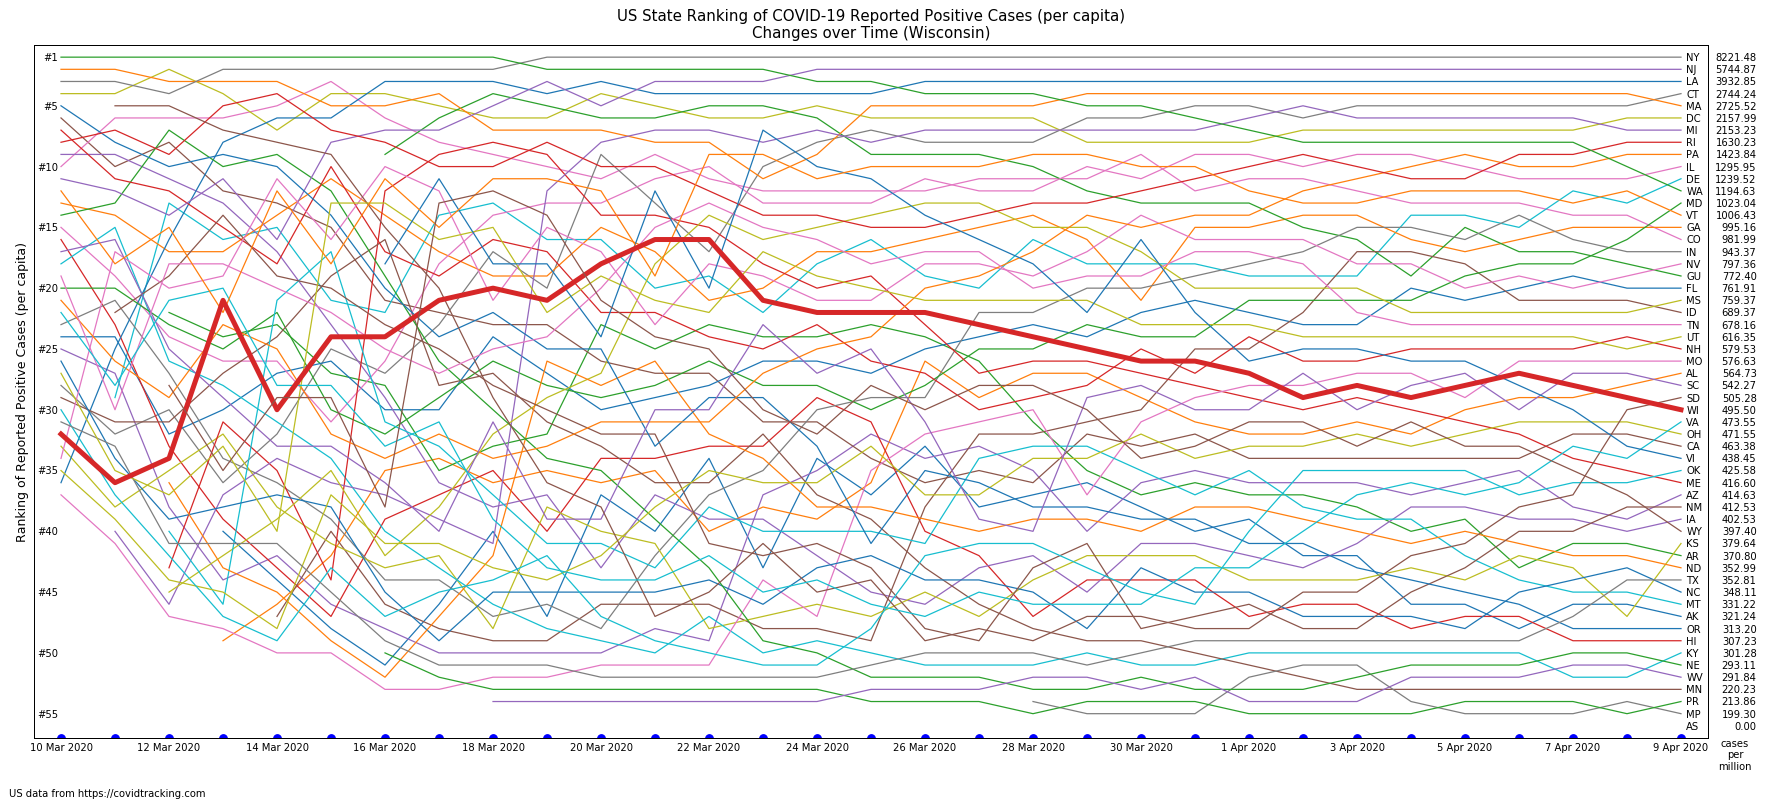 US State Ranking of COVID-19 Reported Positive Cases (per capita)
Changes over Time (Wisconsin)
Ranking of Reported Positive Cases (per capita)
#1
#5
#10
#15
#20
#25
#30
#35
#40
#45
#50
#55
NY 8221.48
NJ 5744.87
LA 3932.85
CT 2744.24
MA 2725.52
DC 2157.99
MI 2153.23
RI 1630.23
PA 1423.84
IL 1295.95
DE 1239.52
WA 1194.63
MD 1023.04
VT 1006.43
GA 995.16
CO 981.99
IN 943.37
NV 797.36
GU 772.40
FL 761.91
MS 759.37
ID 689.37
TN 678.16
UT 616.35
NH 579.53
MO 576.63
AL 564.73
SC 542.27
SD 505.28
WI 495.50
VA 473.55
OH 471.55
CA 463.38
VI 438.45
OK 425.58
ME 416.60
AZ 414.63
NM 412.53
IA 402.53
WY 397.40
KS 379.64
AR 370.80
ND 352.99
TX 352.81
NC 348.11
MT 331.22
AK 321.24
OR 313.20
HI 307.23
KY 301.28
NE 293.11
WV 291.84
MN 220.23
PR 213.86
MP 199.30
AS 0.00
10 Mar 2020 12 Mar 2020 14 Mar 2020 16 Mar 2020 18 Mar 2020 20 Mar 2020 22 Mar 2020 24 Mar 2020 26 Mar 2020 28 Mar 2020 30 Mar 2020 1 Apr 2020 3 Apr 2020 5 Apr 2020 7 Apr 2020 9 Apr 2020
cases
per
million
US data from https://covidtracking.com